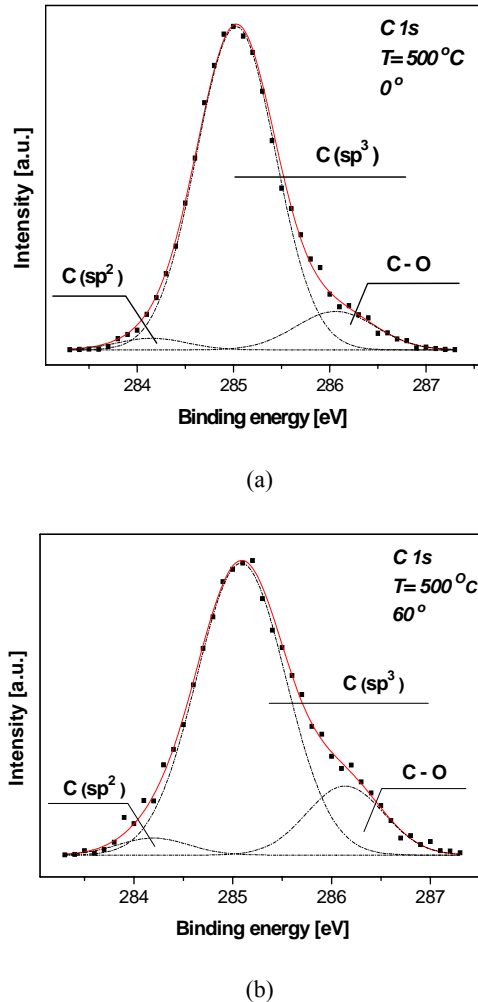 C 1s
T= 500 °C
0°
C (sp³)
C - O
C (sp²)
Intensity [a.u.]
284 285 286 287
Binding energy [eV]
(a)
C 1s
T= 500 °C
60°
C (sp³)
C - O
C (sp²)
Intensity [a.u.]
284 285 286 287
Binding energy [eV]
(b)